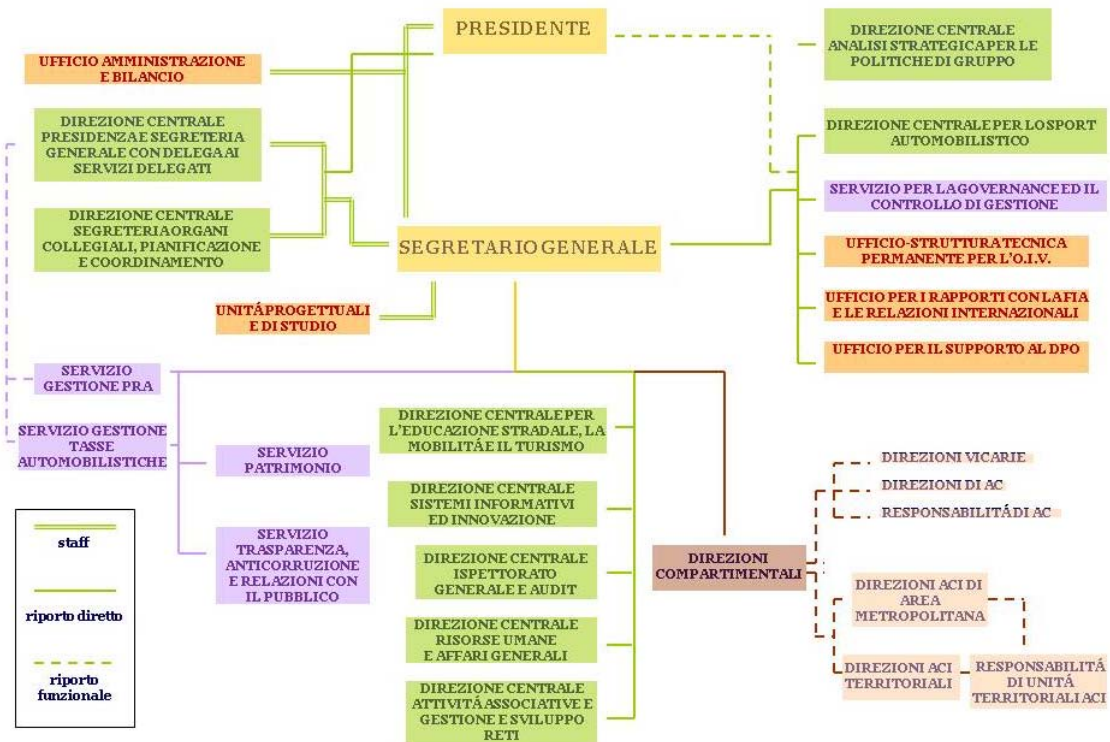 PRESIDENTE
UFFICIO AMMINISTRAZIONE
E BILANCIO
DIREZIONE CENTRALE
PRESIDENZA E SEGRETERIA
GENERALE CON DELEGA AI
SERVIZI DELEGATI
DIREZIONE CENTRALE
SEGRETERIA ORGANI
COLLEGIALI, PIANIFICAZIONE
E COORDINAMENTO
SEGRETARIO GENERALE
UNITÁ PROGETTUALI
E DI STUDIO
DIREZIONE CENTRALE
ANALISI STRATEGICA PER LE
POLITICHE DI GRUPPO
DIREZIONE CENTRALE PER LO SPORT
AUTOMOBILISTICO
SERVIZIO PER LA GOVERNANCE ED IL
CONTROLLO DI GESTIONE
UFFICIO-STRUTTURA TECNICA
PERMANENTE PER L'O.I.V.
UFFICIO PER I RAPPORTI CON LA FIA
E LE RELAZIONI INTERNAZIONALI
UFFICIO PER IL SUPPORTO AL DPO
SERVIZIO
GESTIONE PRA
SERVIZIO GESTIONE
TASSE
AUTOMOBILISTICHE
SERVIZIO
PATRIMONIO
SERVIZIO
TRASPARENZA,
ANTICORRUZIONE
E RELAZIONI CON
IL PUBBLICO
DIREZIONE CENTRALE PER
L'EDUCAZIONE STRADALE, LA
MOBILITÁ E IL TURISMO
DIREZIONE CENTRALE
SISTEMI INFORMATIVI
ED INNOVAZIONE
DIREZIONE CENTRALE
ISPETTORATO
GENERALE E AUDIT
DIREZIONE CENTRALE
RISORSE UMANE
E AFFARI GENERALI
DIREZIONE CENTRALE
ATTIVITÁ ASSOCIATIVE E
GESTIONE E SVILUPPO
RETI
DIREZIONI
COMPARTIMENTALI
DIREZIONI VICARIE
DIREZIONI DI AC
RESPONSABILITÁ DI AC
DIREZIONI ACI DI
AREA
METROPOLITANA
DIREZIONI ACI
TERRITORIALI
RESPONSABILITÁ
DI UNITÁ
TERRITORIALI ACI
staff
riporto diretto
riporto
funzionale